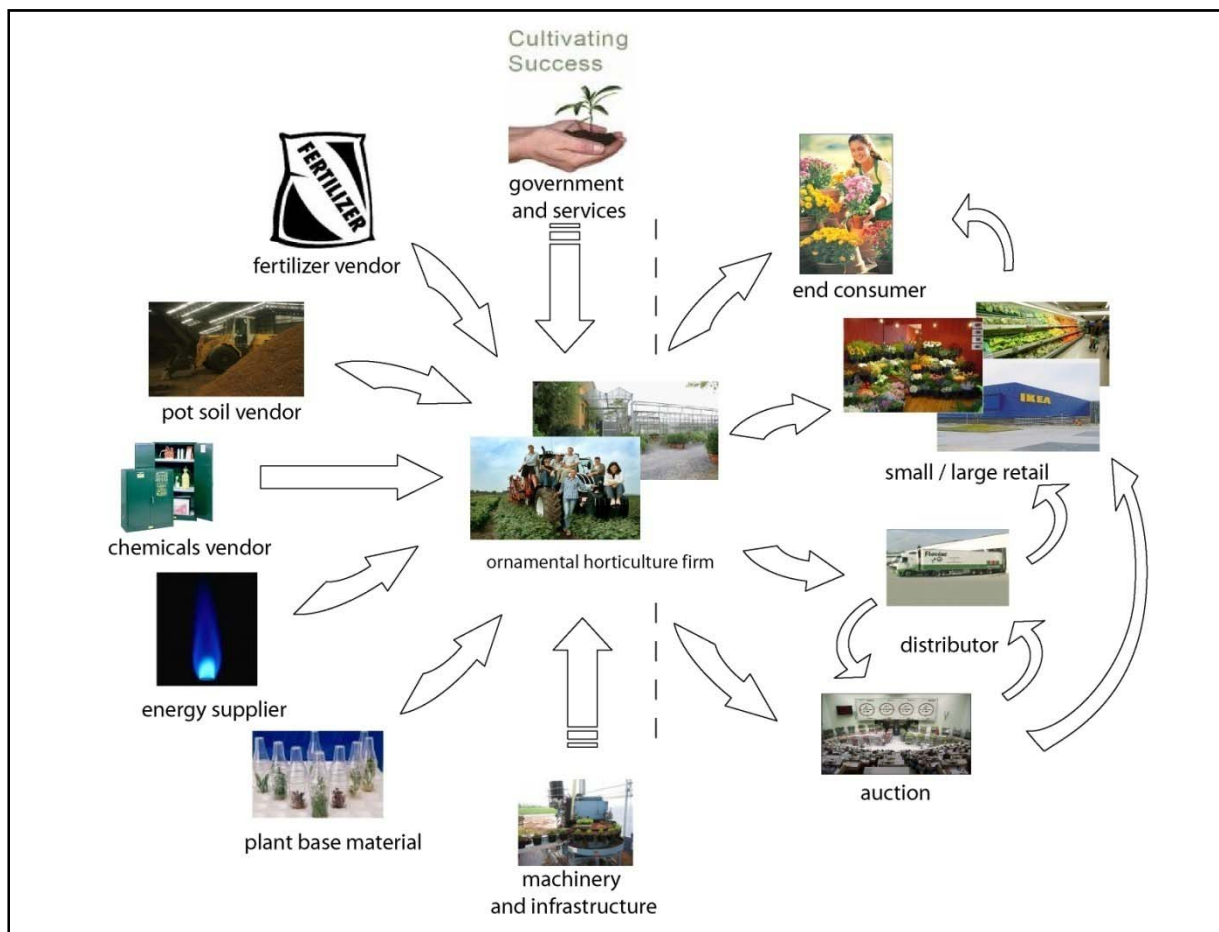 Cultivating
Success
government
and services
FERTILIZER
fertilizer vendor
end consumer
pot soil vendor
IKEA
small / large retail
chemicals vendor
ornamental horticulture firm
energy supplier
distributor
plant base material
auction
machinery
and infrastructure